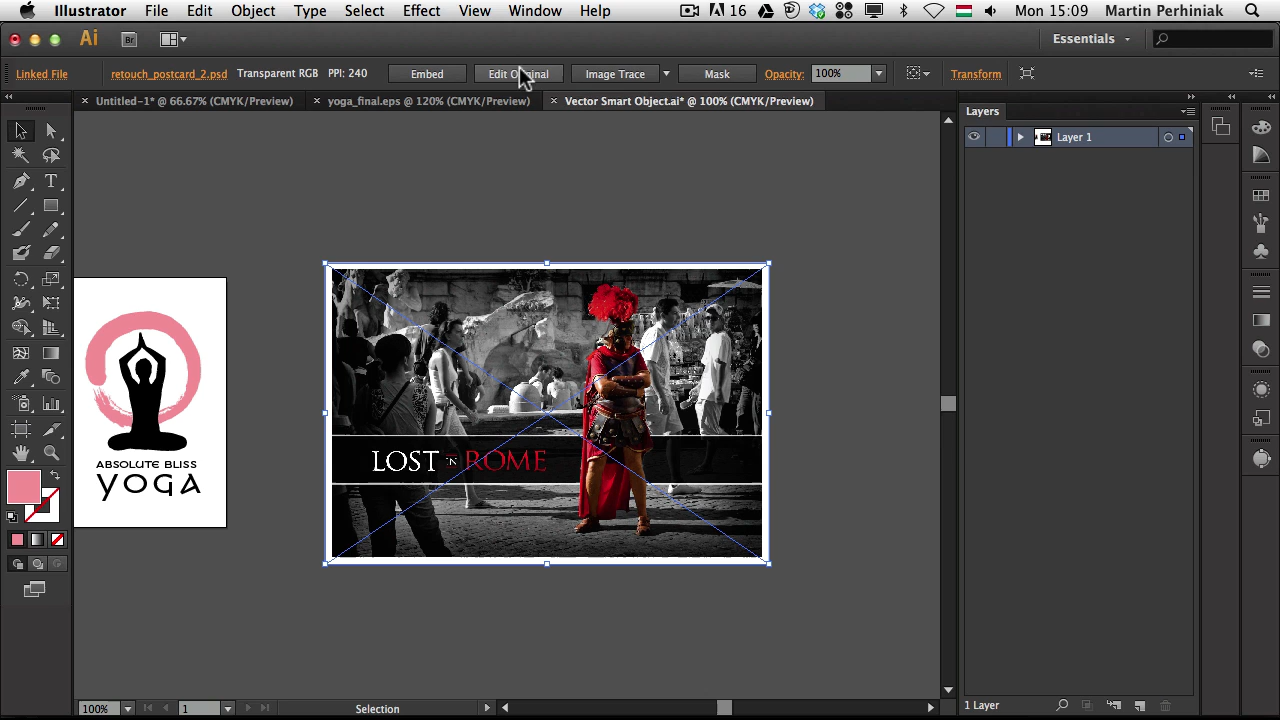 Illustrator File Edit Object Type Select Effect View Window Help 16 Mon 15:09 Martin Perhiniak
Ai Br Essentials
Linked File retouch_postcard_2.psd Transparent RGB PPI: 240 Embed Edit Original Image Trace Mask Opacity: 100% Transform
Untitled-1* @ 66.67% (CMYK/Preview) yoga_final.eps @ 120% (CMYK/Preview) Vector Smart Object.ai* @ 100% (CMYK/Preview) Layers
Layer 1
T
LOST IN ROME
ABSOLUTE BLISS
YOGA
100% 1 Selection 1 Layer